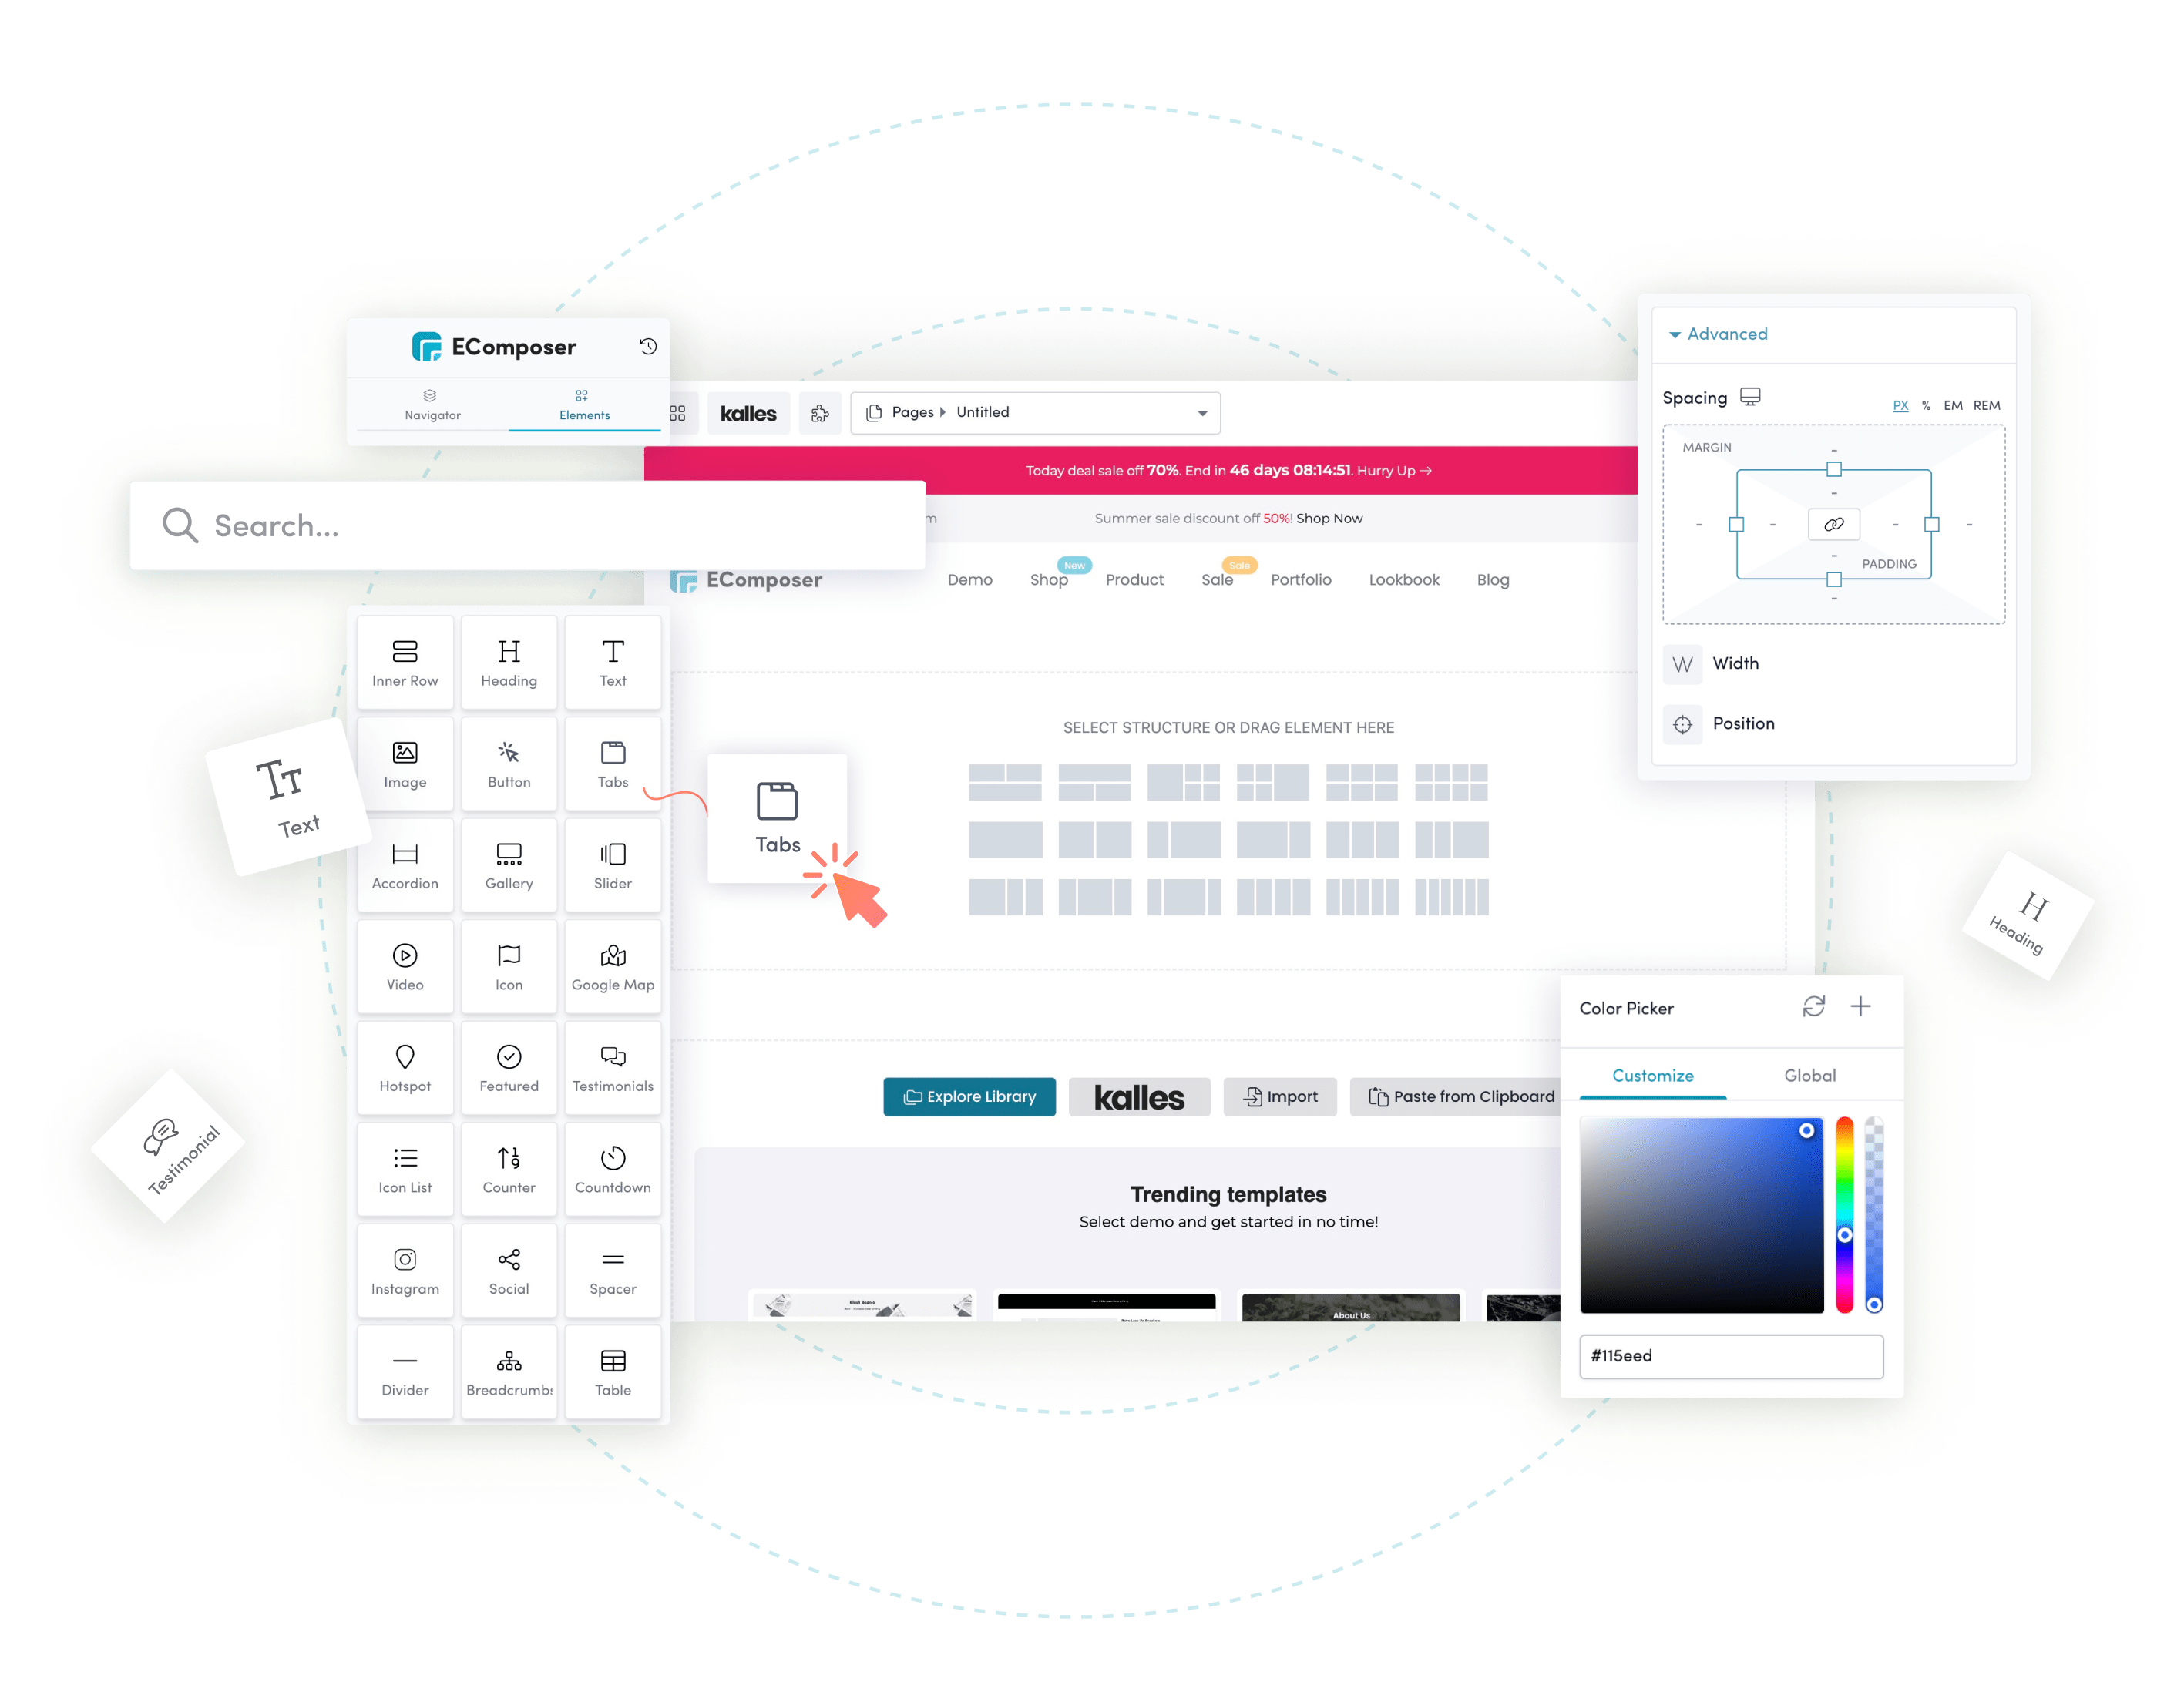 EComposer
Navigator
Elements
kalles
Pages
Untitled
Advanced
Spacing
PX % EM REM
MARGIN
PADDING
Width
Position
Today deal sale off 70%. End in 46 days 08:14:51. Hurry Up →
Search...
Summer sale discount off 50%! Shop Now
EComposer
Demo
Shop
New
Product
Sale
Sale
Portfolio
Lookbook
Blog
Inner Row
Heading
Text
Image
Button
Tabs
Accordion
Gallery
Slider
Video
Icon
Google Map
Hotspot
Featured
Testimonials
Icon List
Counter
Countdown
Instagram
Social
Spacer
Divider
Breadcrumbs
Table
Text
Testimonial
Tabs
SELECT STRUCTURE OR DRAG ELEMENT HERE
Heading
Explore Library
kalles
Import
Paste from Clipboard
Trending templates
Select demo and get started in no time!
About Us
Color Picker
Customize
Global
#115eed